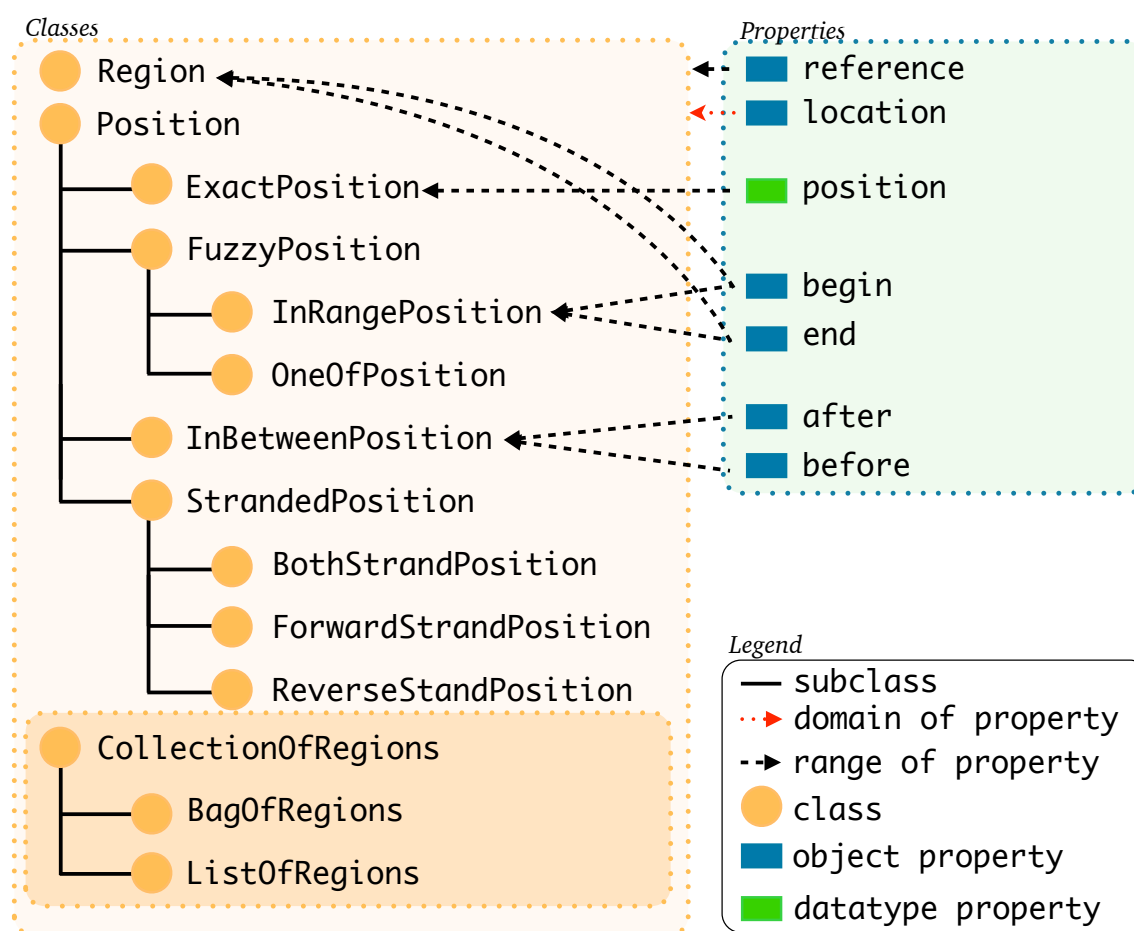 Classes
Region
Position
ExactPosition
FuzzyPosition
InRangePosition
OneOfPosition
InBetweenPosition
StrandedPosition
BothStrandPosition
ForwardStrandPosition
ReverseStandPosition
CollectionOfRegions
BagOfRegions
ListOfRegions
Properties
reference
location
position
begin
end
after
before
Legend
subclass
domain of property
range of property
class
object property
datatype property